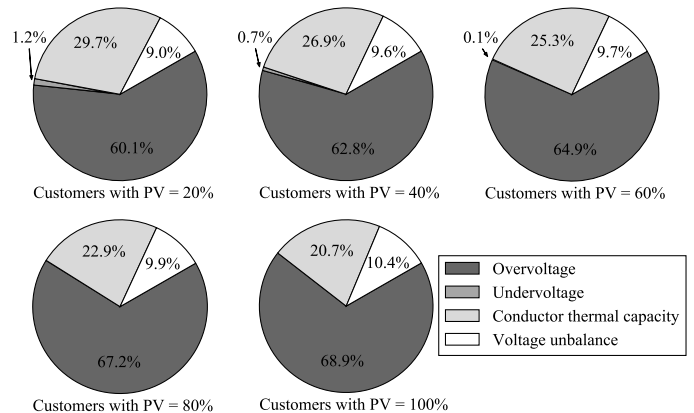 1.2%
29.7%
9.0%
60.1%
Customers with PV = 20%
0.7%
26.9%
9.6%
62.8%
Customers with PV = 40%
0.1%
25.3%
9.7%
64.9%
Customers with PV = 60%
22.9%
9.9%
67.2%
Customers with PV = 80%
20.7%
10.4%
68.9%
Customers with PV = 100%
Overvoltage
Undervoltage
Conductor thermal capacity
Voltage unbalance